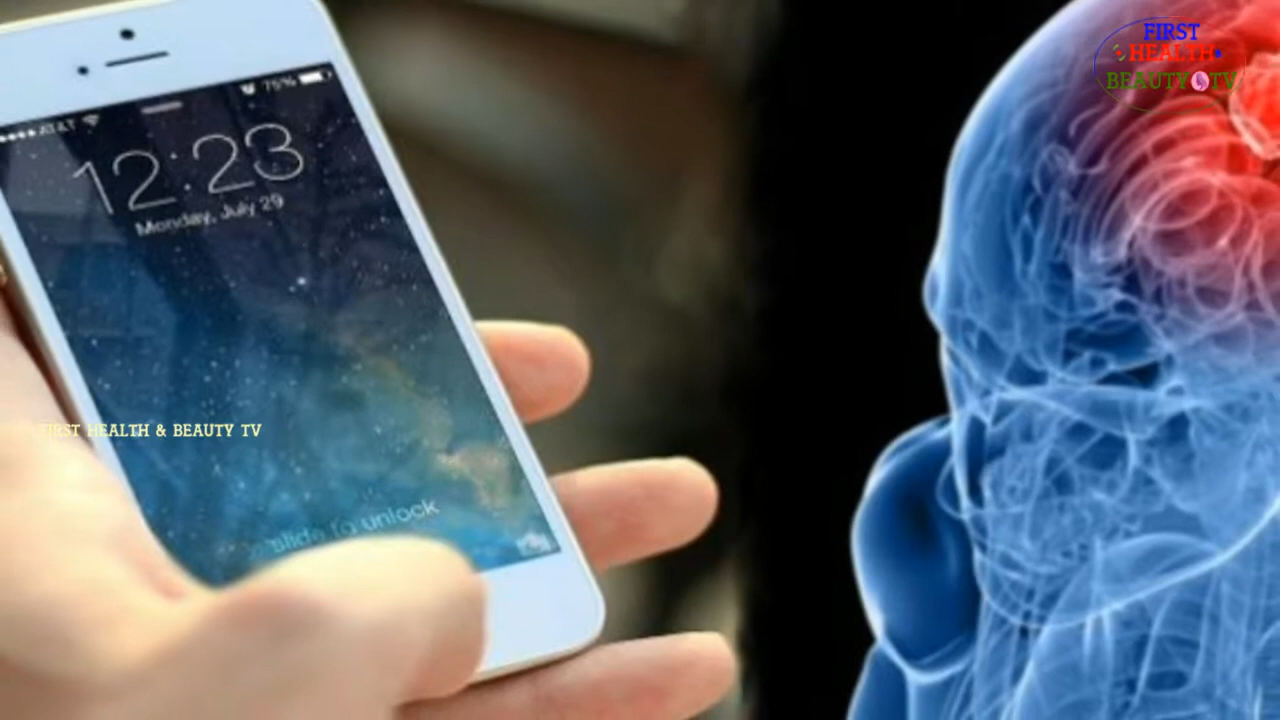 FIRST
HEALTH
BEAUTY TV
AT&T
75%
12:23
Monday, July 29
FIRST HEALTH & BEAUTY TV
slide to unlock